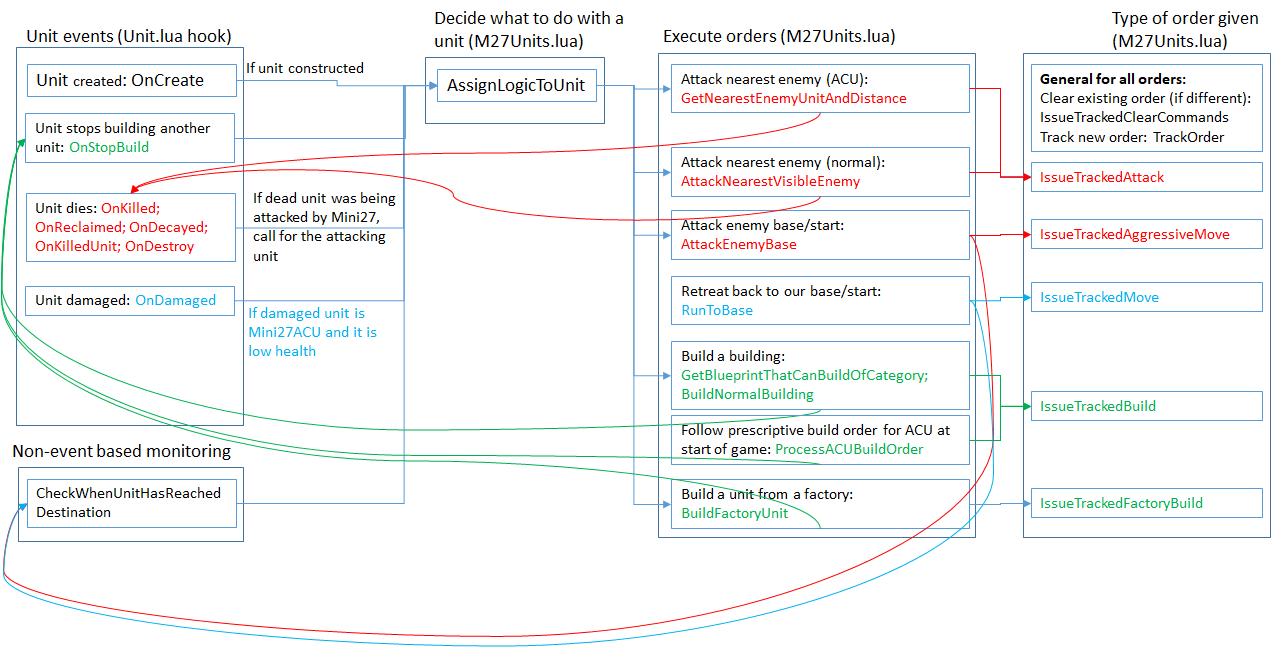 Unit events (Unit.lua hook)
Unit created: OnCreate
If unit constructed
Unit stops building another
unit: OnStopBuild
Unit dies: OnKilled;
OnReclaimed; OnDecayed;
OnKilledUnit; OnDestroy
If dead unit was being
attacked by Mini27,
call for the attacking
unit
Unit damaged: OnDamaged
If damaged unit is
Mini27ACU and it is
low health
Non-event based monitoring
CheckWhenUnitHasReached
Destination
Decide what to do with a
unit (M27Units.lua)
AssignLogicToUnit
Execute orders (M27Units.lua)
Attack nearest enemy (ACU):
GetNearestEnemyUnitAndDistance
Attack nearest enemy (normal):
AttackNearestVisibleEnemy
Attack enemy base/start:
AttackEnemyBase
Retreat back to our base/start:
RunToBase
Build a building:
GetBlueprintThatCanBuildOfCategory;
BuildNormalBuilding
Follow prescriptive build order for ACU at
start of game: ProcessACUBuildOrder
Build a unit from a factory:
BuildFactoryUnit
Type of order given
(M27Units.lua)
General for all orders:
Clear existing order (if different):
IssueTrackedClearCommands
Track new order: TrackOrder
IssueTrackedAttack
IssueTrackedAggressiveMove
IssueTrackedMove
IssueTrackedBuild
IssueTrackedFactoryBuild